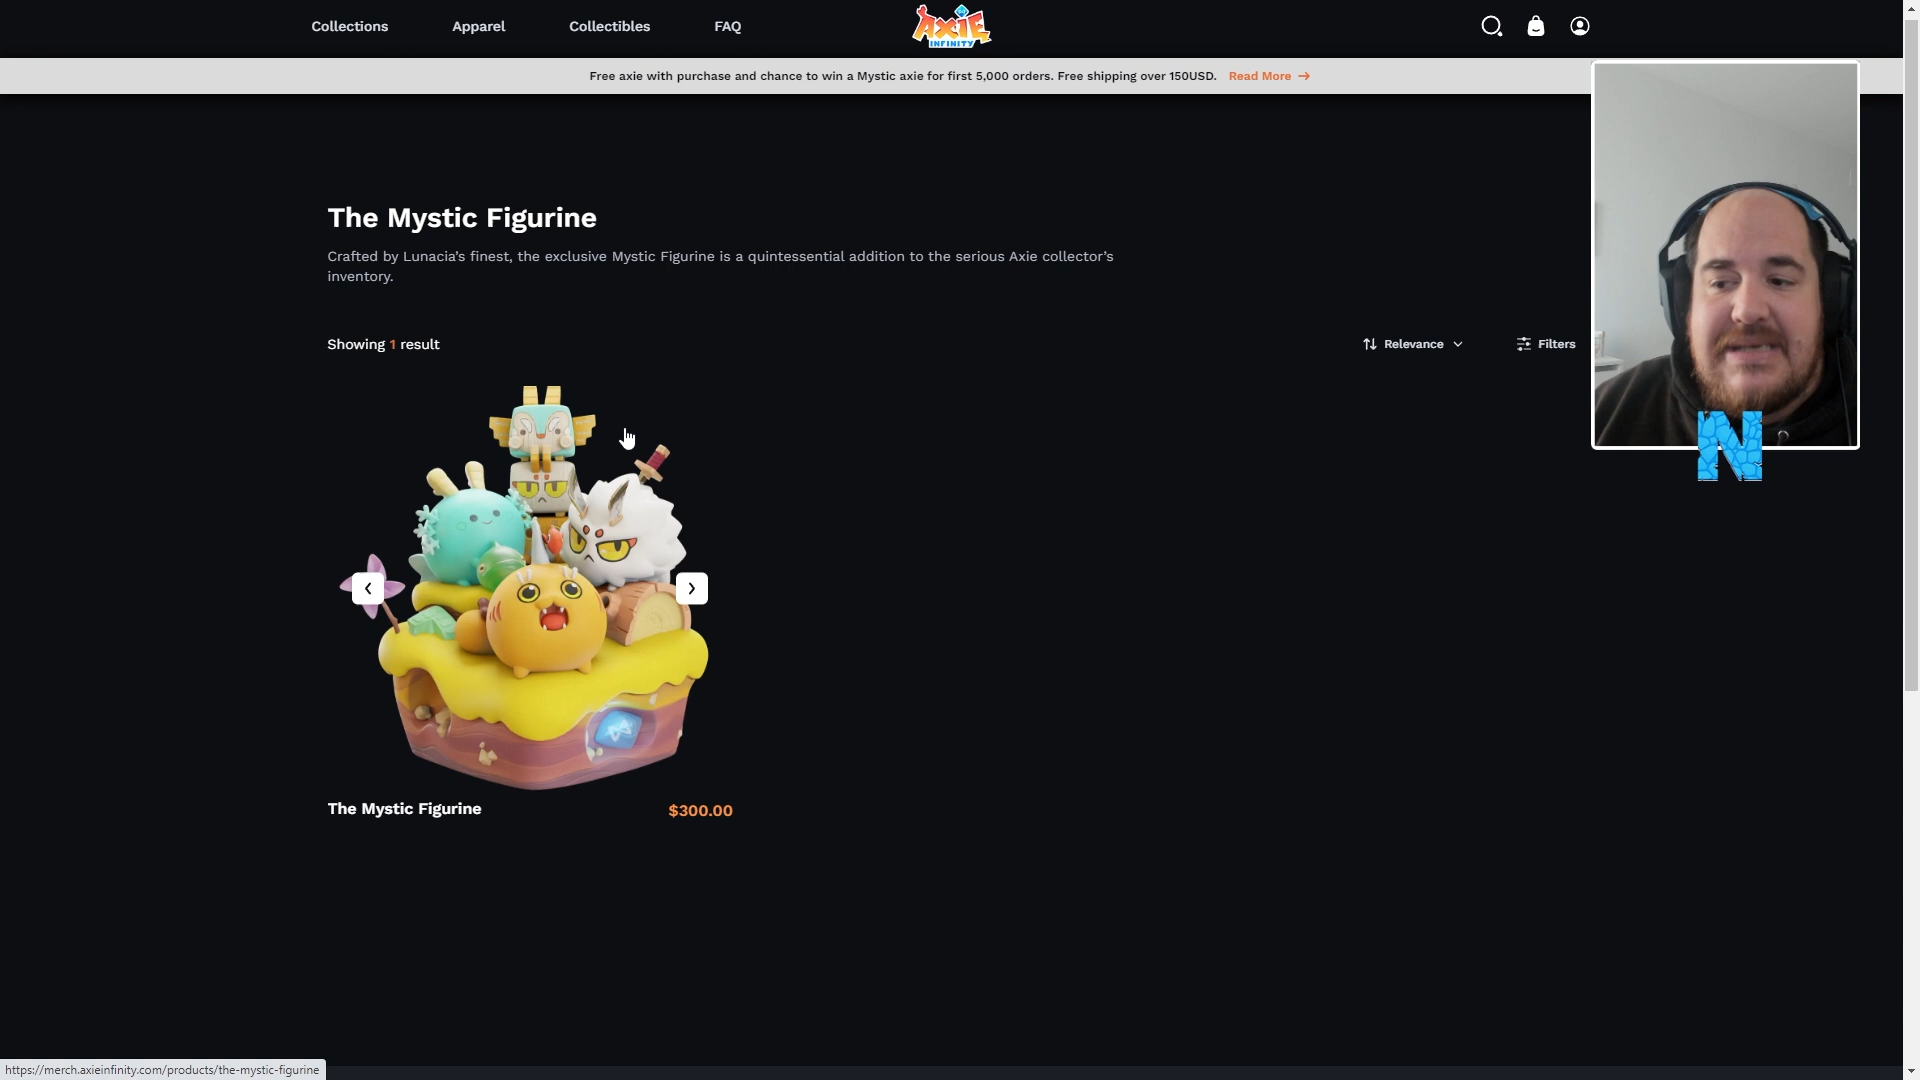 Collections
Apparel
Collectibles
FAQ
AXIE
INFINITY
Free axie with purchase and chance to win a Mystic axie for first 5,000 orders. Free shipping over 150USD. Read More →
The Mystic Figurine
Crafted by Lunacia’s finest, the exclusive Mystic Figurine is a quintessential addition to the serious Axie collector’s
inventory.
Showing 1 result
Relevance
Filters
N
The Mystic Figurine
$300.00
https://merch.axieinfinity.com/products/the-mystic-figurine